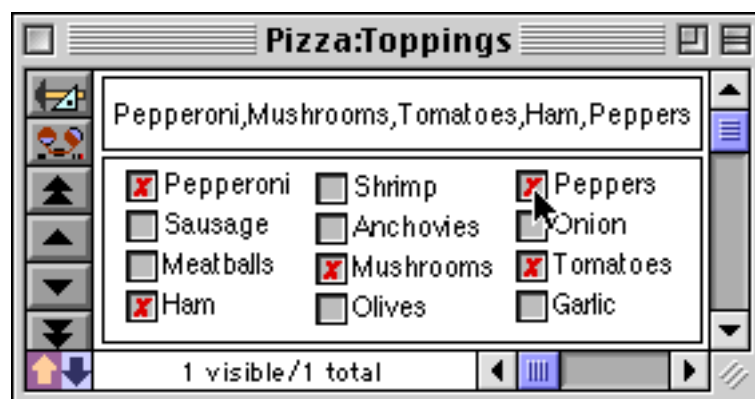 Pizza:Toppings
Pepperoni,Mushrooms,Tomatoes,Ham,Peppers
Pepperoni Shrimp Peppers
Sausage Anchovies Onion
Meatballs Mushrooms Tomatoes
Ham Olives Garlic
1 visible/1 total